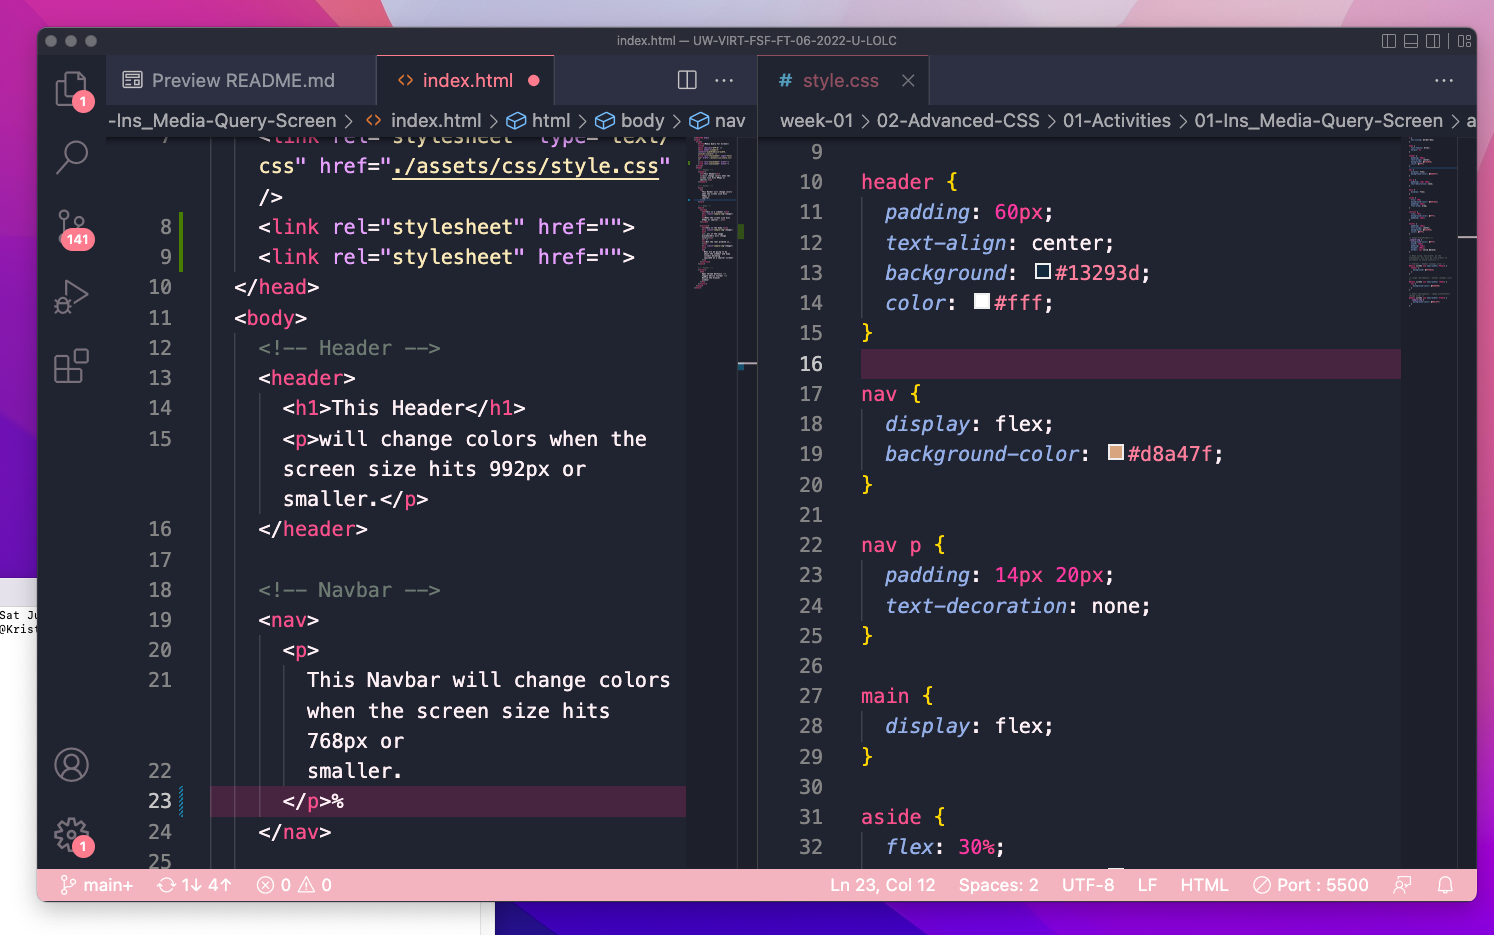 index.html — UW-VIRT-FSF-FT-06-2022-U-LOLC
Preview README.md
index.html
style.css
1
141
1
-Ins_Media-Query-Screen > index.html > html > body > nav
week-01 > 02-Advanced-CSS > 01-Activities > 01-Ins_Media-Query-Screen > a
7 <link rel="stylesheet" type="text/
css" href="./assets/css/style.css"
/>
8 <link rel="stylesheet" href="">
9 <link rel="stylesheet" href="">
10 </head>
11 <body>
12 <!-- Header -->
13 <header>
14 <h1>This Header</h1>
15 <p>will change colors when the
screen size hits 992px or
smaller.</p>
16 </header>
17
18 <!-- Navbar -->
19 <nav>
20 <p>
21 This Navbar will change colors
when the screen size hits
768px or
22 smaller.
23 </p>%
24 </nav>
25
9
10 header {
11 padding: 60px;
12 text-align: center;
13 background: #13293d;
14 color: #fff;
15 }
16
17 nav {
18 display: flex;
19 background-color: #d8a47f;
20 }
21
22 nav p {
23 padding: 14px 20px;
24 text-decoration: none;
25 }
26
27 main {
28 display: flex;
29 }
30
31 aside {
32 flex: 30%;
Sat Ju
@Krist
main+ 1↓ 4↑ 0 0
Ln 23, Col 12 Spaces: 2 UTF-8 LF HTML Port : 5500